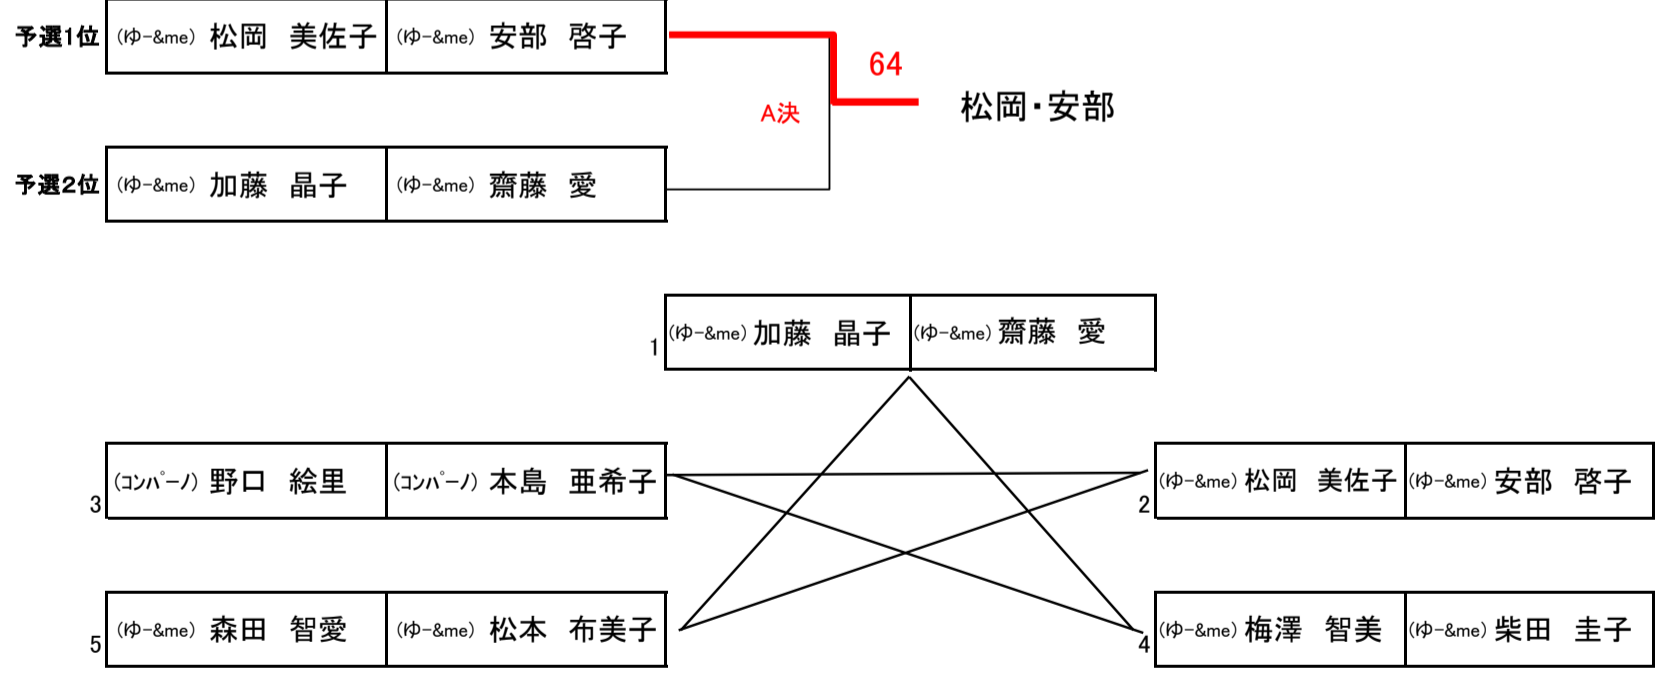 予選1位 (ゆ-&me) 松岡 美佐子 (ゆ-&me) 安部 啓子
64
A決
松岡・安部
予選2位 (ゆ-&me) 加藤 晶子 (ゆ-&me) 齋藤 愛
1 (ゆ-&me) 加藤 晶子 (ゆ-&me) 齋藤 愛
3 (ｺﾝﾊﾟｰﾉ) 野口 絵里 (ｺﾝﾊﾟｰﾉ) 本島 亜希子
2 (ゆ-&me) 松岡 美佐子 (ゆ-&me) 安部 啓子
5 (ゆ-&me) 森田 智愛 (ゆ-&me) 松本 布美子
4 (ゆ-&me) 梅澤 智美 (ゆ-&me) 柴田 圭子